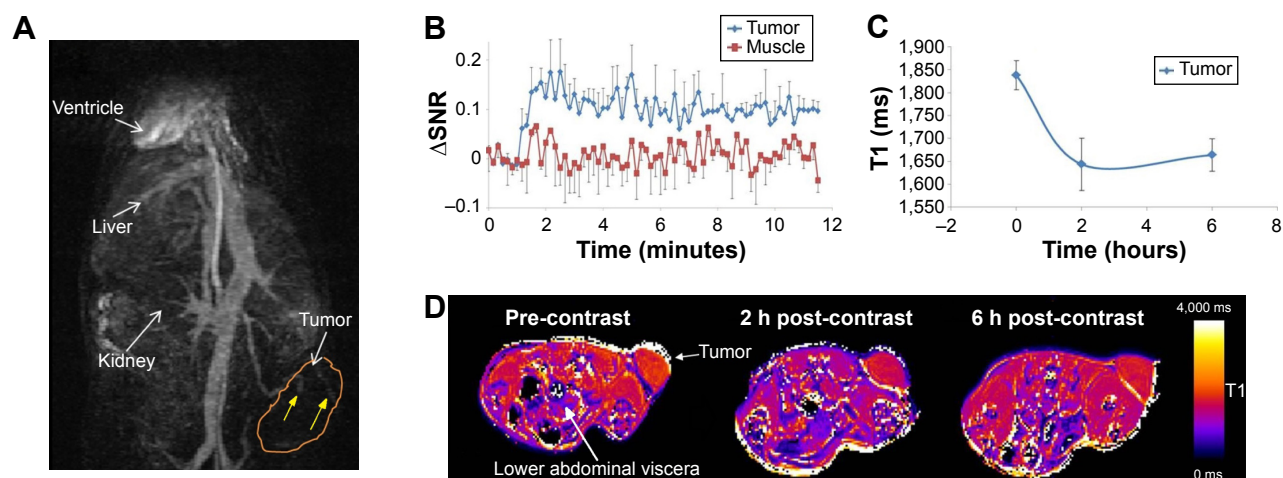 A
Ventricle
Liver
Kidney
Tumor
B
Tumor
Muscle
ΔSNR
0.2
0.1
0
–0.1
0 2 4 6 8 10 12
Time (minutes)
C
Tumor
T1 (ms)
1,900
1,850
1,800
1,750
1,700
1,650
1,600
1,550
–2 0 2 4 6 8
Time (hours)
D
Pre-contrast
2 h post-contrast
6 h post-contrast
Tumor
Lower abdominal viscera
4,000 ms
T1
0 ms